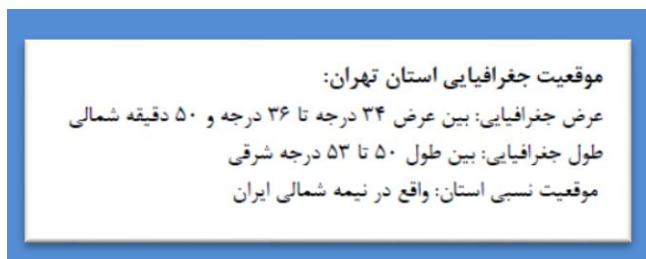 موقعیت جغرافیایی استان تهران:
عرض جغرافیایی: بین عرض ۳۴ درجه تا ۳۶ درجه و ۵۰ دقیقه شمالی
طول جغرافیایی: بین طول ۵۰ تا ۵۳ درجه شرقی
موقعیت نسبی استان: واقع در نیمه شمالی ایران